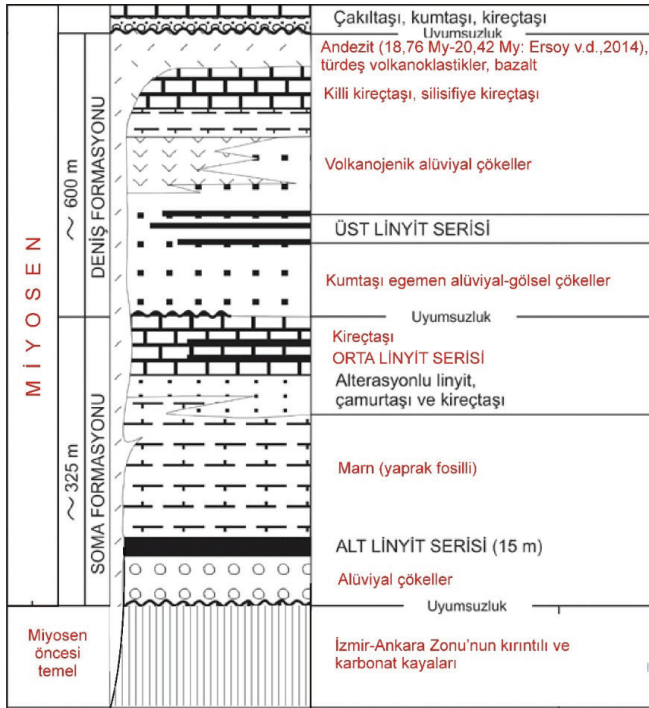 Çakıltaşı, kumtaşı, kireçtaşı
Uyumsuzluk
Andezit (18,76 My-20,42 My: Ersoy v.d.,2014),
türdeş volkanoklastikler, bazalt
Killi kireçtaşı, silisifiye kireçtaşı
Volkanojenik alüviyal çökeller
ÜST LİNYİT SERİSİ
Kumtaşı egemen alüviyal-gölsel çökeller
Uyumsuzluk
Kireçtaşı
ORTA LİNYİT SERİSİ
Alterasyonlu linyit,
çamurtaşı ve kireçtaşı
Marn (yaprak fosilli)
ALT LİNYİT SERİSİ (15 m)
Alüviyal çökeller
Uyumsuzluk
İzmir-Ankara Zonu'nun kırıntılı ve
karbonat kayaları
MİYOSEN
~ 600 m
DENİŞ FORMASYONU
~ 325 m
SOMA FORMASYONU
Miyosen
öncesi
temel